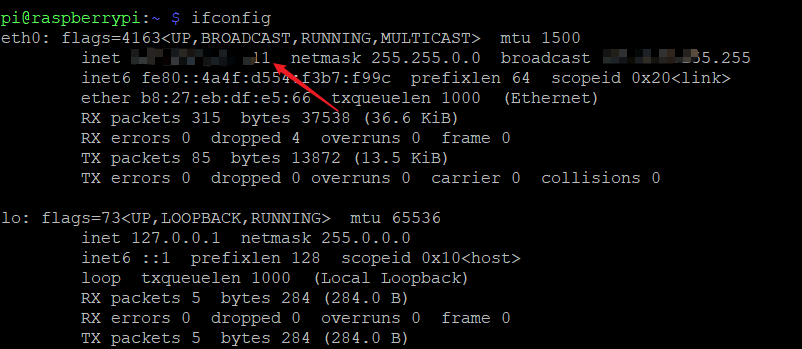 pi@raspberrypi:~ $ ifconfig
eth0: flags=4163<UP,BROADCAST,RUNNING,MULTICAST>  mtu 1500
inet netmask 255.255.0.0  broadcast
inet6 fe80::4a4f:d554:f3b7:f99c  prefixlen 64  scopeid 0x20<link>
ether b8:27:eb:df:e5:66  txqueuelen 1000  (Ethernet)
RX packets 315  bytes 37538 (36.6 KiB)
RX errors 0  dropped 4  overruns 0  frame 0
TX packets 85  bytes 13872 (13.5 KiB)
TX errors 0  dropped 0 overruns 0  carrier 0  collisions 0
lo: flags=73<UP,LOOPBACK,RUNNING>  mtu 65536
inet 127.0.0.1  netmask 255.0.0.0
inet6 ::1  prefixlen 128  scopeid 0x10<host>
loop  txqueuelen 1000  (Local Loopback)
RX packets 5  bytes 284 (284.0 B)
RX errors 0  dropped 0  overruns 0  frame 0
TX packets 5  bytes 284 (284.0 B)